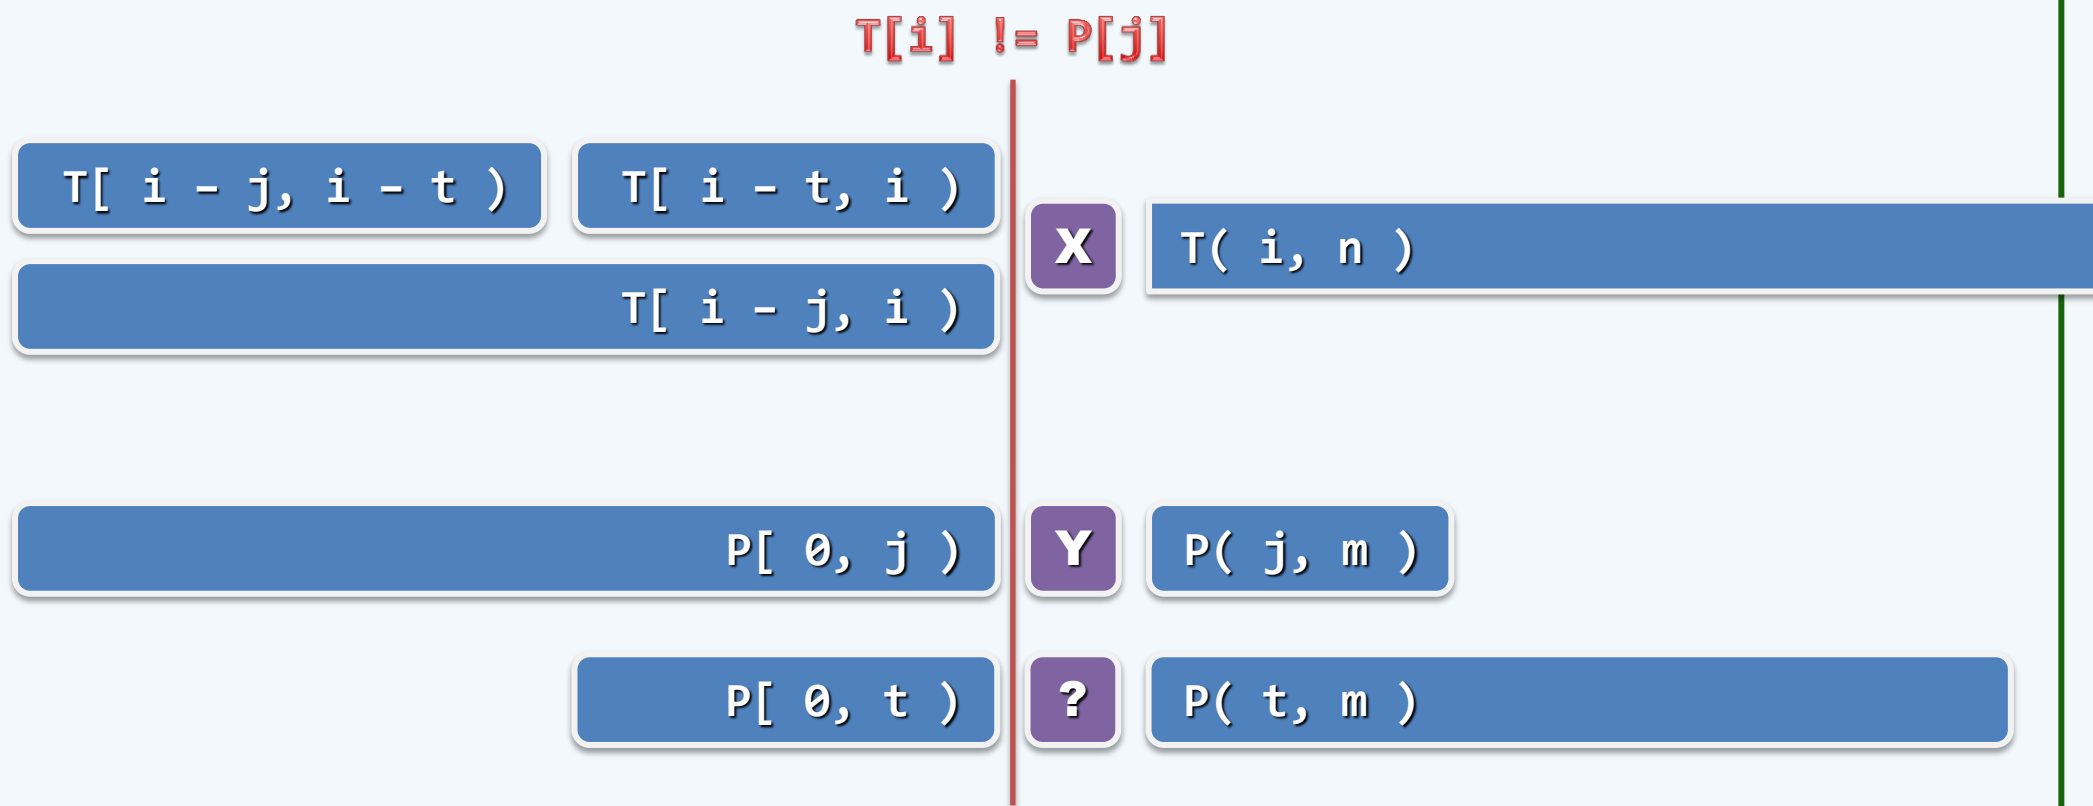 T[i] != P[j]
T[ i - j, i - t ) T[ i - t, i )
X T( i, n )
T[ i - j, i )
P[ 0, j ) Y P( j, m )
P[ 0, t ) ? P( t, m )